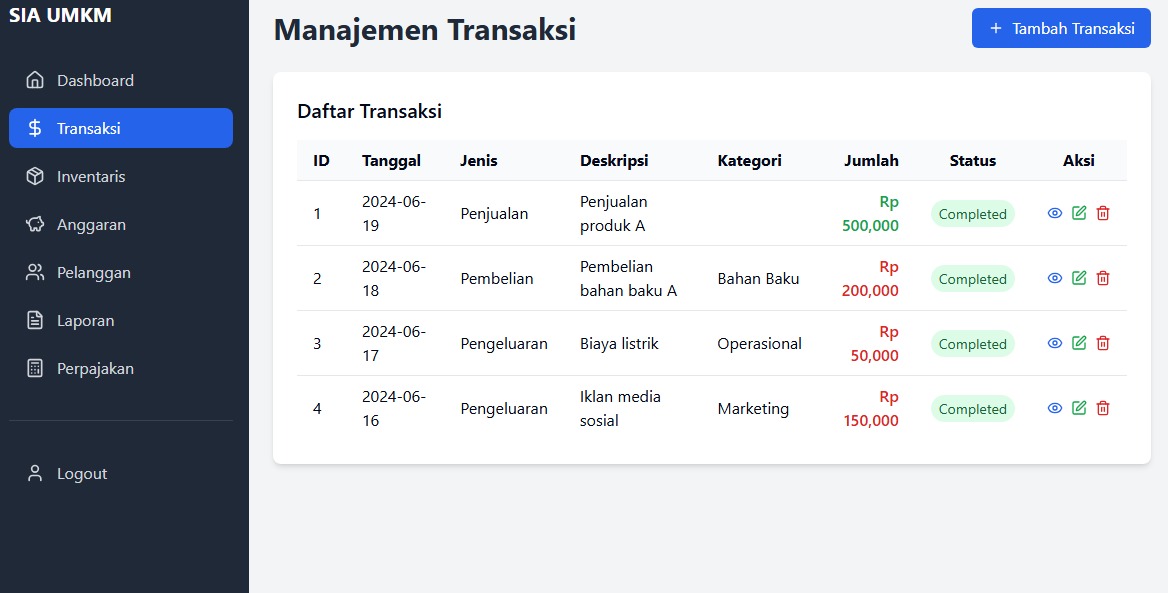 SIA UMKM
Dashboard
Transaksi
Inventaris
Anggaran
Pelanggan
Laporan
Perpajakan
Logout
Manajemen Transaksi
+ Tambah Transaksi
Daftar Transaksi
ID Tanggal Jenis Deskripsi Kategori Jumlah Status Aksi
1 2024-06-19 Penjualan Penjualan produk A Rp 500,000 Completed
2 2024-06-18 Pembelian Pembelian bahan baku A Bahan Baku Rp 200,000 Completed
3 2024-06-17 Pengeluaran Biaya listrik Operasional Rp 50,000 Completed
4 2024-06-16 Pengeluaran Iklan media sosial Marketing Rp 150,000 Completed